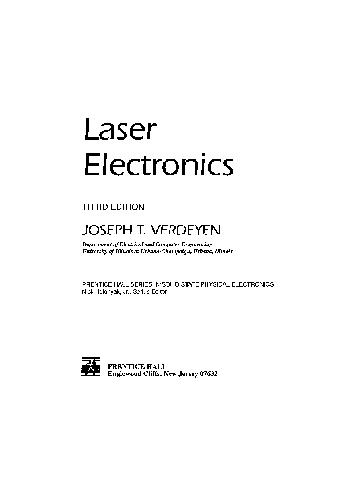 Laser
Electronics
THIRD EDITION
JOSEPH T. VERDEYEN
Department of Electrical and Computer Engineering
University of Illinois at Urbana-Champaign, Urbana, Illinois
PRENTICE HALL SERIES IN SOLID STATE PHYSICAL ELECTRONICS
Nick Holonyak, Jr., Series Editor
PRENTICE HALL
Englewood Cliffs, New Jersey 07632